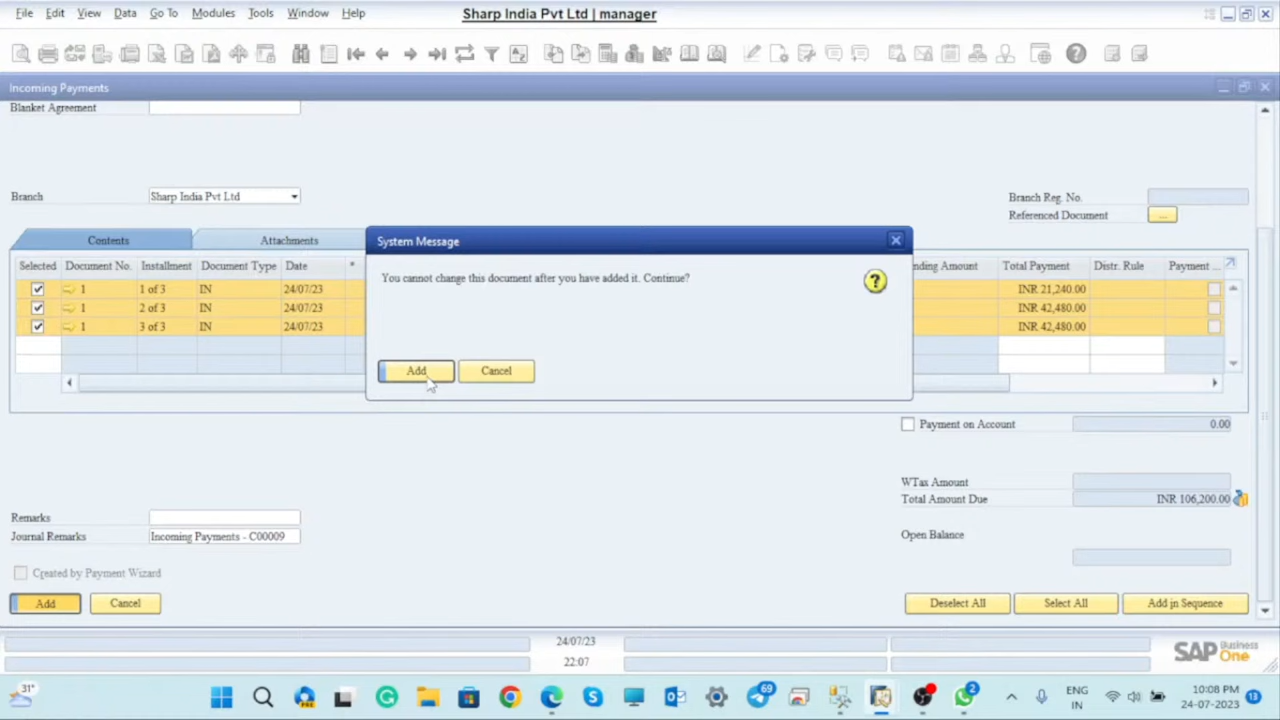 File Edit View Data Go To Modules Tools Window Help Sharp India Pvt Ltd | manager
Incoming Payments
Blanket Agreement
Branch Sharp India Pvt Ltd Branch Reg. No.
Referenced Document ...
Contents Attachments
System Message
You cannot change this document after you have added it. Continue?
Add Cancel
Selected Document No. Installment Document Type Date * nding Amount Total Payment Distr. Rule Payment ...
1 1 of 3 IN 24/07/23 INR 21,240.00
1 2 of 3 IN 24/07/23 INR 42,480.00
1 3 of 3 IN 24/07/23 INR 42,480.00
Payment on Account 0.00
WTax Amount
Total Amount Due INR 106,200.00
Remarks
Journal Remarks Incoming Payments - C00009
Open Balance
Created by Payment Wizard
Add Cancel Deselect All Select All Add in Sequence
24/07/23
22:07
SAP Business One
31°
69
2
ENG
IN
10:08 PM
24-07-2023
13